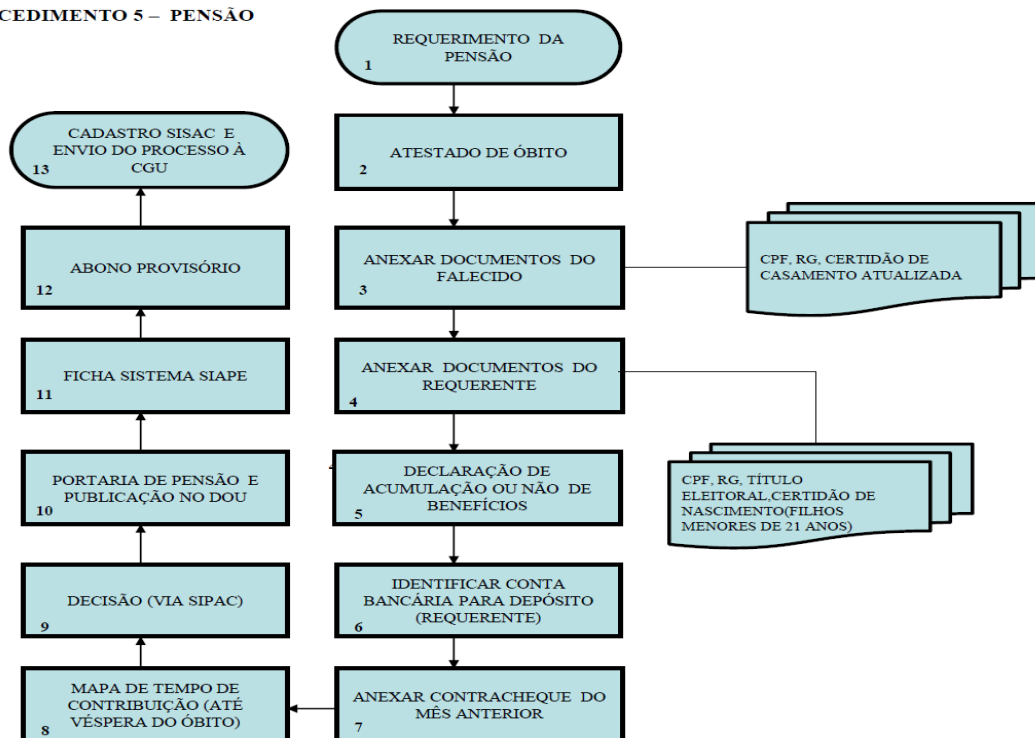 CEDIMENTO 5 – PENSÃO
REQUERIMENTO DA
PENSÃO
1
ATESTADO DE ÓBITO
2
ANEXAR DOCUMENTOS DO
FALECIDO
3
CPF, RG, CERTIDÃO DE
CASAMENTO ATUALIZADA
ANEXAR DOCUMENTOS DO
REQUERENTE
4
CPF, RG, TÍTULO
ELEITORAL,CERTIDÃO DE
NASCIMENTO(FILHOS
MENORES DE 21 ANOS)
DECLARAÇÃO DE
ACUMULAÇÃO OU NÃO DE
BENEFÍCIOS
5
IDENTIFICAR CONTA
BANCÁRIA PARA DEPÓSITO
(REQUERENTE)
6
ANEXAR CONTRACHEQUE DO
MÊS ANTERIOR
7
MAPA DE TEMPO DE
CONTRIBUIÇÃO (ATÉ
VÉSPERA DO ÓBITO)
8
DECISÃO (VIA SIPAC)
9
PORTARIA DE PENSÃO E
PUBLICAÇÃO NO DOU
10
FICHA SISTEMA SIAPE
11
ABONO PROVISÓRIO
12
CADASTRO SISAC E
ENVIO DO PROCESSO À
CGU
13